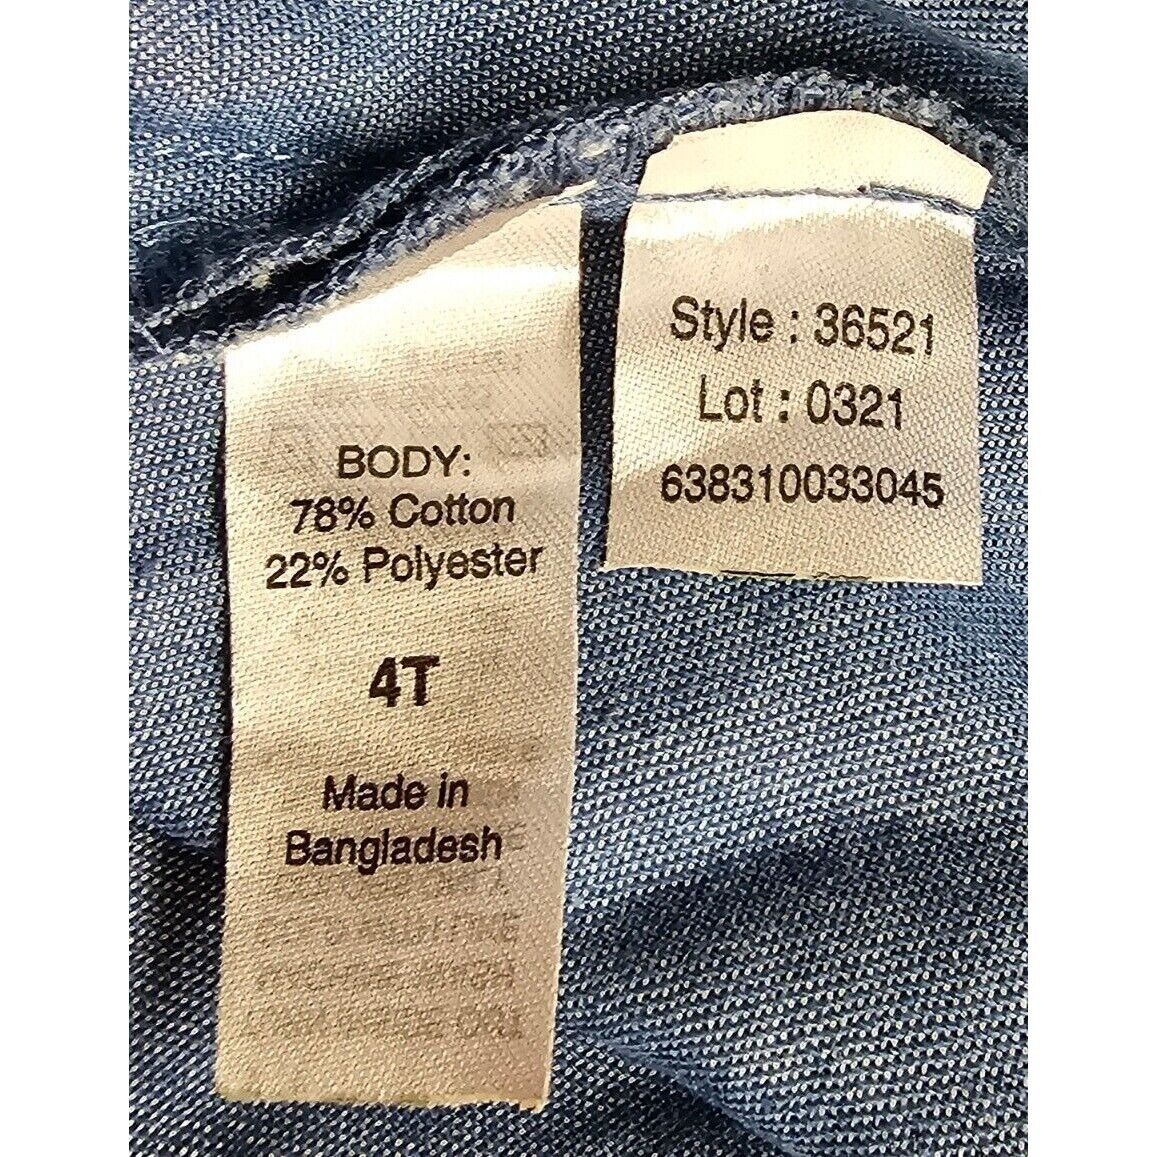 BODY:
78% Cotton
22% Polyester
4T
Made in
Bangladesh
Style : 36521
Lot : 0321
638310033045